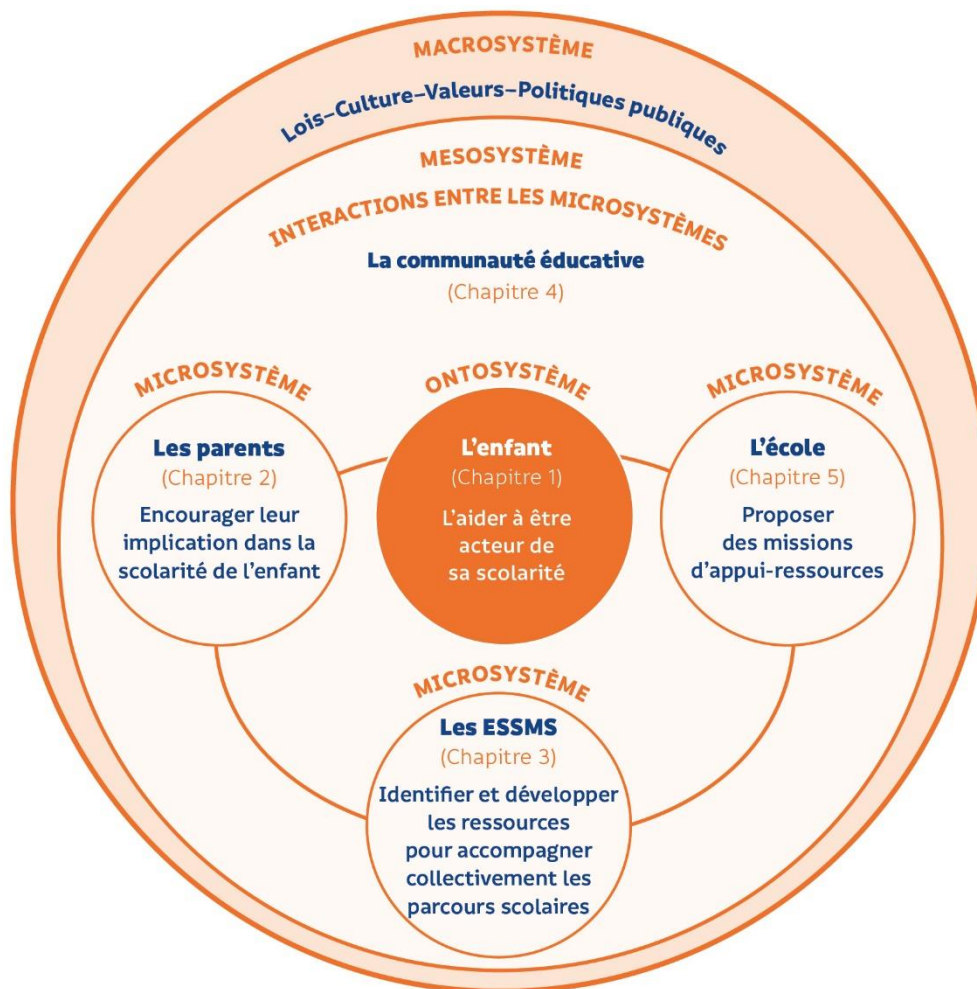 MACROSYSTÈME
Lois–Culture–Valeurs–Politiques publiques
MESOSYSTÈME
INTERACTIONS ENTRE LES MICROSYSTÈMES
La communauté éducative
(Chapitre 4)
MICROSYSTÈME
Les parents
(Chapitre 2)
Encourager leur
implication dans la
scolarité de l'enfant
ONTOSYSTÈME
L'enfant
(Chapitre 1)
L'aider à être
acteur de
sa scolarité
MICROSYSTÈME
L'école
(Chapitre 5)
Proposer
des missions
d'appui-ressources
MICROSYSTÈME
Les ESSMS
(Chapitre 3)
Identifier et développer
les ressources
pour accompagner
collectivement les
parcours scolaires